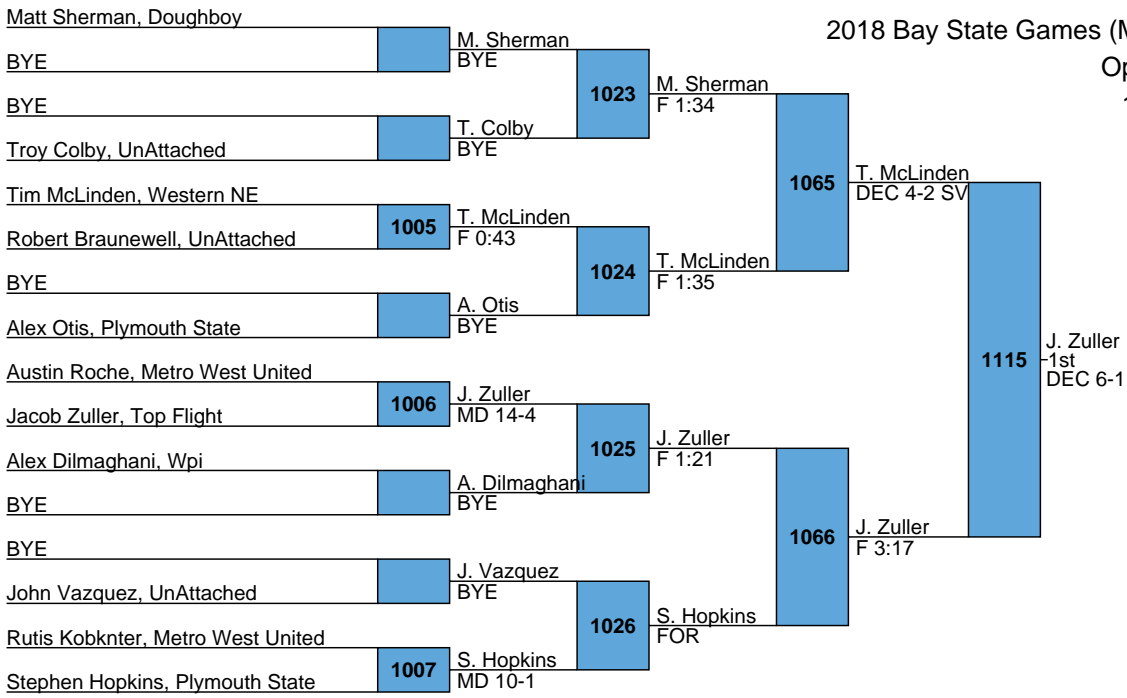 2018 Bay State Games (M
Op
Matt Sherman, Doughboy
BYE
BYE
Troy Colby, UnAttached
Tim McLinden, Western NE
Robert Braunewell, UnAttached
BYE
Alex Otis, Plymouth State
Austin Roche, Metro West United
Jacob Zuller, Top Flight
Alex Dilmaghani, Wpi
BYE
BYE
John Vazquez, UnAttached
Rutis Kobknter, Metro West United
Stephen Hopkins, Plymouth State
1005
1006
1007
M. Sherman
BYE
T. Colby
BYE
T. McLinden
F 0:43
A. Otis
BYE
J. Zuller
MD 14-4
A. Dilmaghani
BYE
J. Vazquez
BYE
S. Hopkins
MD 10-1
1023
1024
1025
1026
M. Sherman
F 1:34
T. McLinden
F 1:35
J. Zuller
F 1:21
S. Hopkins
FOR
1065
1066
T. McLinden
DEC 4-2 SV
J. Zuller
F 3:17
1115
J. Zuller
1st
DEC 6-1